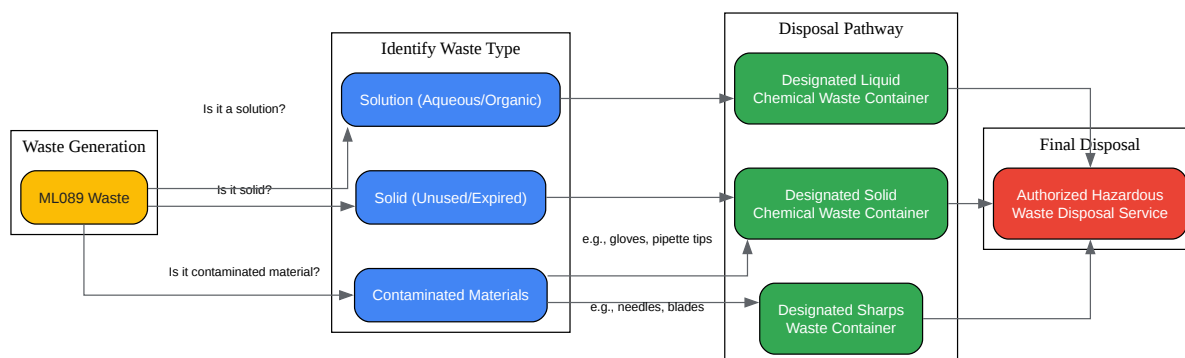 Waste Generation
ML089 Waste
Is it a solution?
Is it solid?
Is it contaminated material?
Identify Waste Type
Solution (Aqueous/Organic)
Solid (Unused/Expired)
Contaminated Materials
e.g., gloves, pipette tips
e.g., needles, blades
Disposal Pathway
Designated Liquid
Chemical Waste Container
Designated Solid
Chemical Waste Container
Designated Sharps
Waste Container
Final Disposal
Authorized Hazardous
Waste Disposal Service